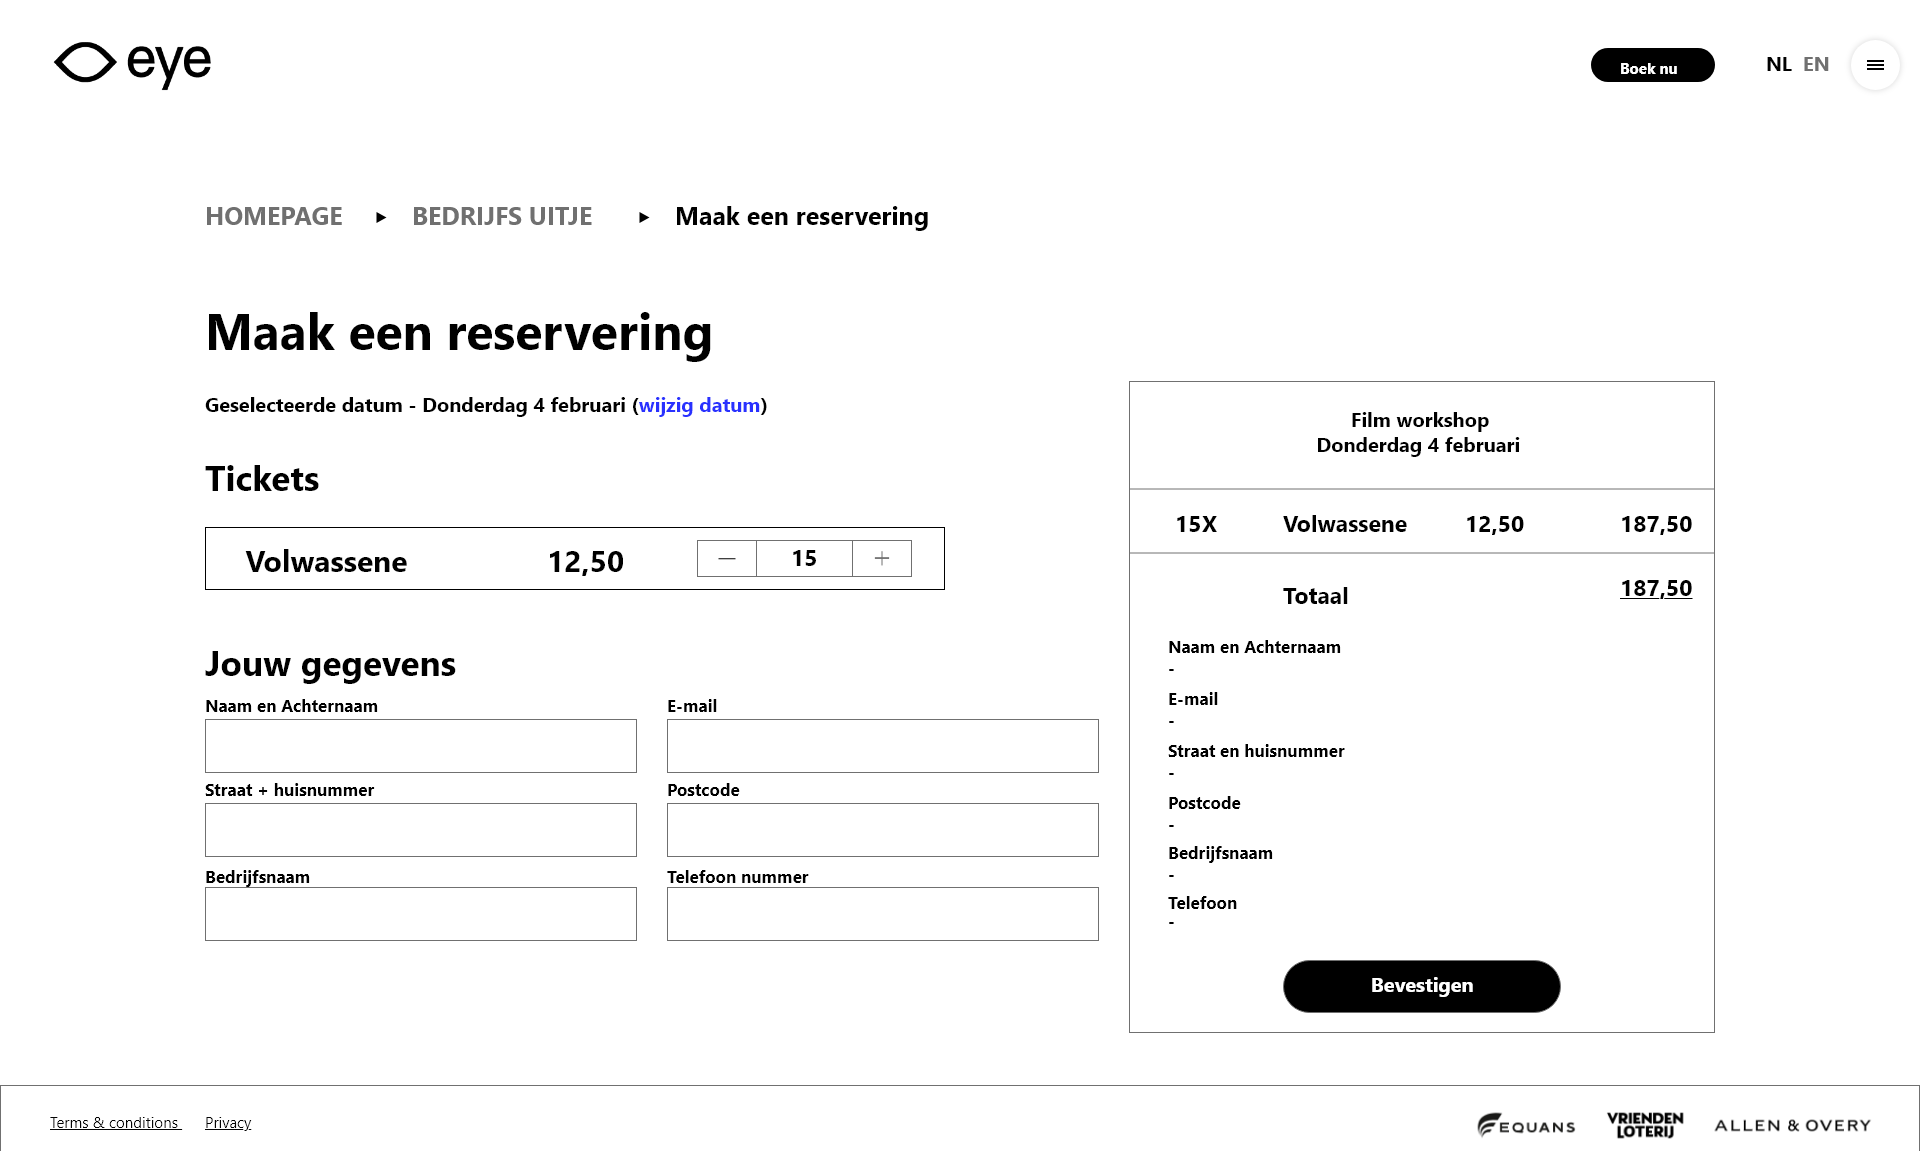 eye
Boek nu
NL EN
HOMEPAGE ▸ BEDRIJFS UITJE ▸ Maak een reservering
Maak een reservering
Geselecteerde datum - Donderdag 4 februari (wijzig datum)
Tickets
Volwassene 12,50 — 15 +
Jouw gegevens
Naam en Achternaam
E-mail
Straat + huisnummer
Postcode
Bedrijfsnaam
Telefoon nummer
Film workshop
Donderdag 4 februari
15X Volwassene 12,50 187,50
Totaal 187,50
Naam en Achternaam
-
E-mail
-
Straat en huisnummer
-
Postcode
-
Bedrijfsnaam
-
Telefoon
-
Bevestigen
Terms & conditions Privacy
EQUANS
VRIENDEN
LOTERIJ
ALLEN & OVERY